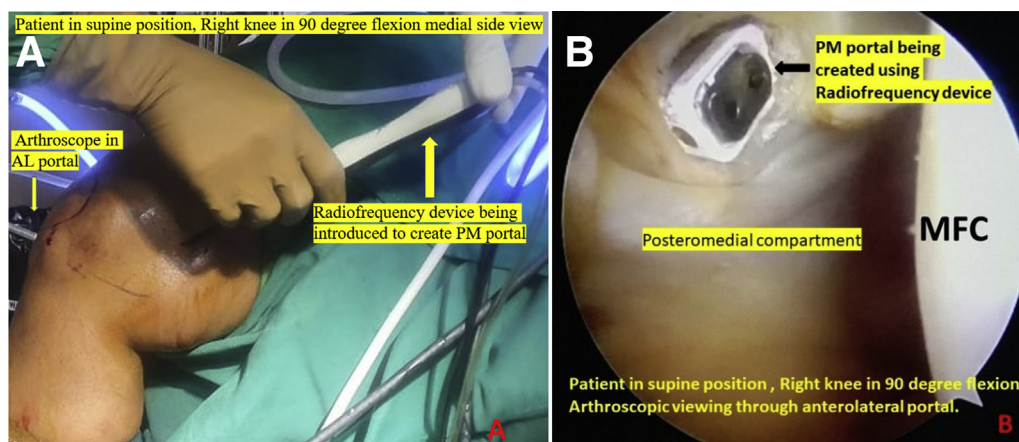 Patient in supine position, Right knee in 90 degree flexion medial side view
A
Arthroscope in
AL portal
Radiofrequency device being
introduced to create PM portal
A
B
PM portal being
created using
Radiofrequency device
Posteromedial compartment
MFC
Patient in supine position , Right knee in 90 degree flexion
Arthroscopic viewing through anterolateral portal.
B